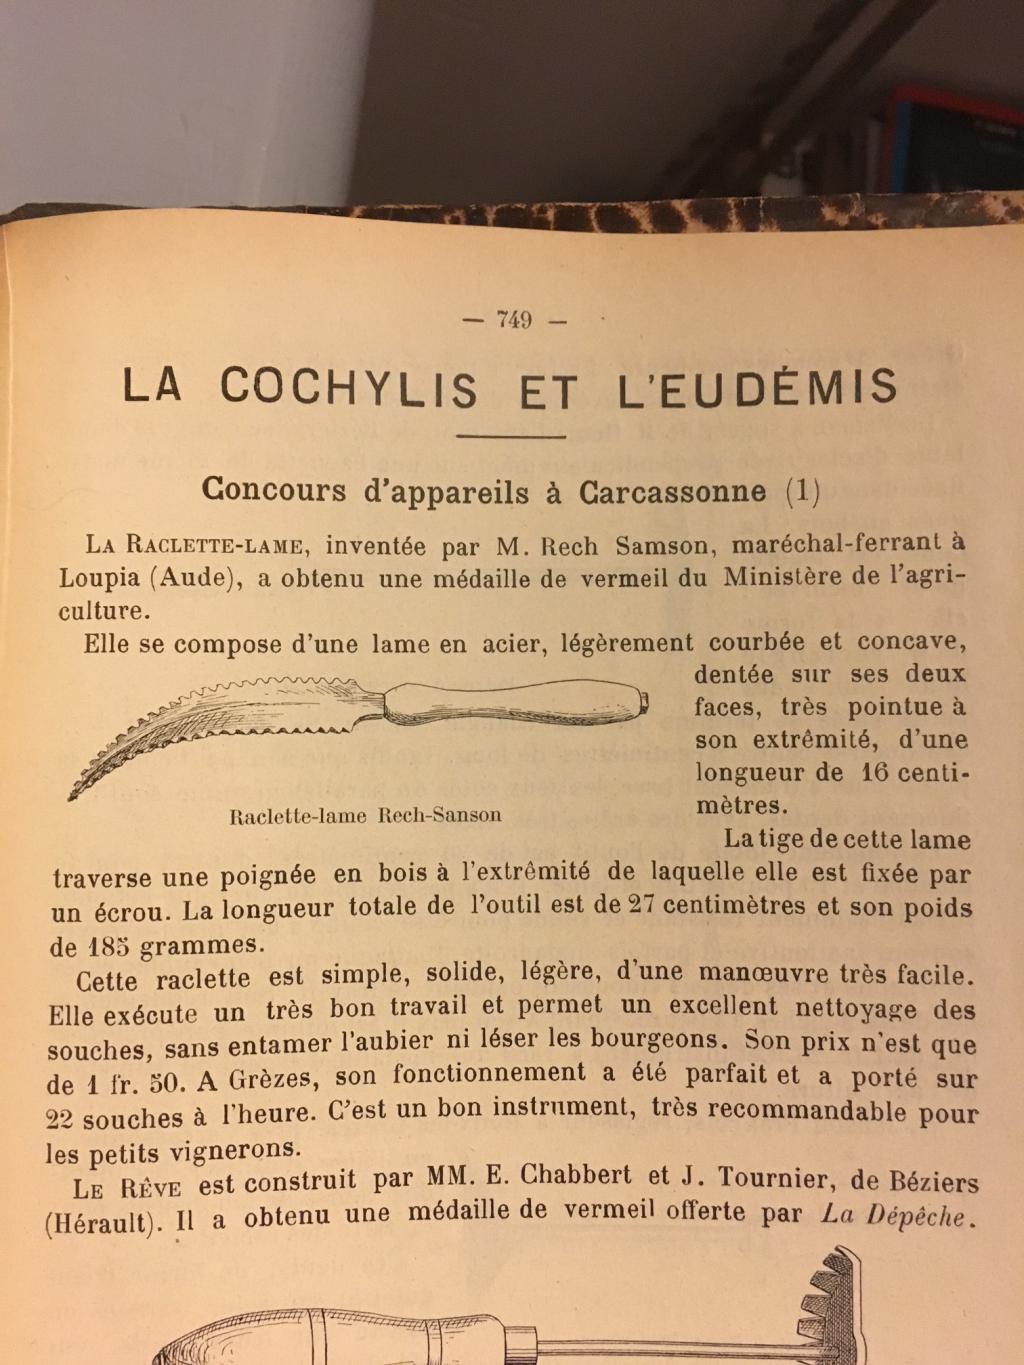 — 749 —
LA COCHYLIS ET L'EUDÉMIS
Concours d'appareils à Carcassonne (1)
LA RACLETTE-LAME, inventée par M. Rech Samson, maréchal-ferrant à
Loupia (Aude), a obtenu une médaille de vermeil du Ministère de l'agri-
culture.
Elle se compose d'une lame en acier, légèrement courbée et concave,
dentée sur ses deux
faces, très pointue à
son extrêmité, d'une
longueur de 16 centi-
mètres.
Raclette-lame Rech-Sanson
La tige de cette lame
traverse une poignée en bois à l'extrêmité de laquelle elle est fixée par
un écrou. La longueur totale de l'outil est de 27 centimètres et son poids
de 185 grammes.
Cette raclette est simple, solide, légère, d'une manœuvre très facile.
Elle exécute un très bon travail et permet un excellent nettoyage des
souches, sans entamer l'aubier ni léser les bourgeons. Son prix n'est que
de 1 fr. 50. A Grèzes, son fonctionnement a été parfait et a porté sur
22 souches à l'heure. C'est un bon instrument, très recommandable pour
les petits vignerons.
LE RÊVE est construit par MM. E. Chabbert et J. Tournier, de Béziers
(Hérault). Il a obtenu une médaille de vermeil offerte par La Dépêche.